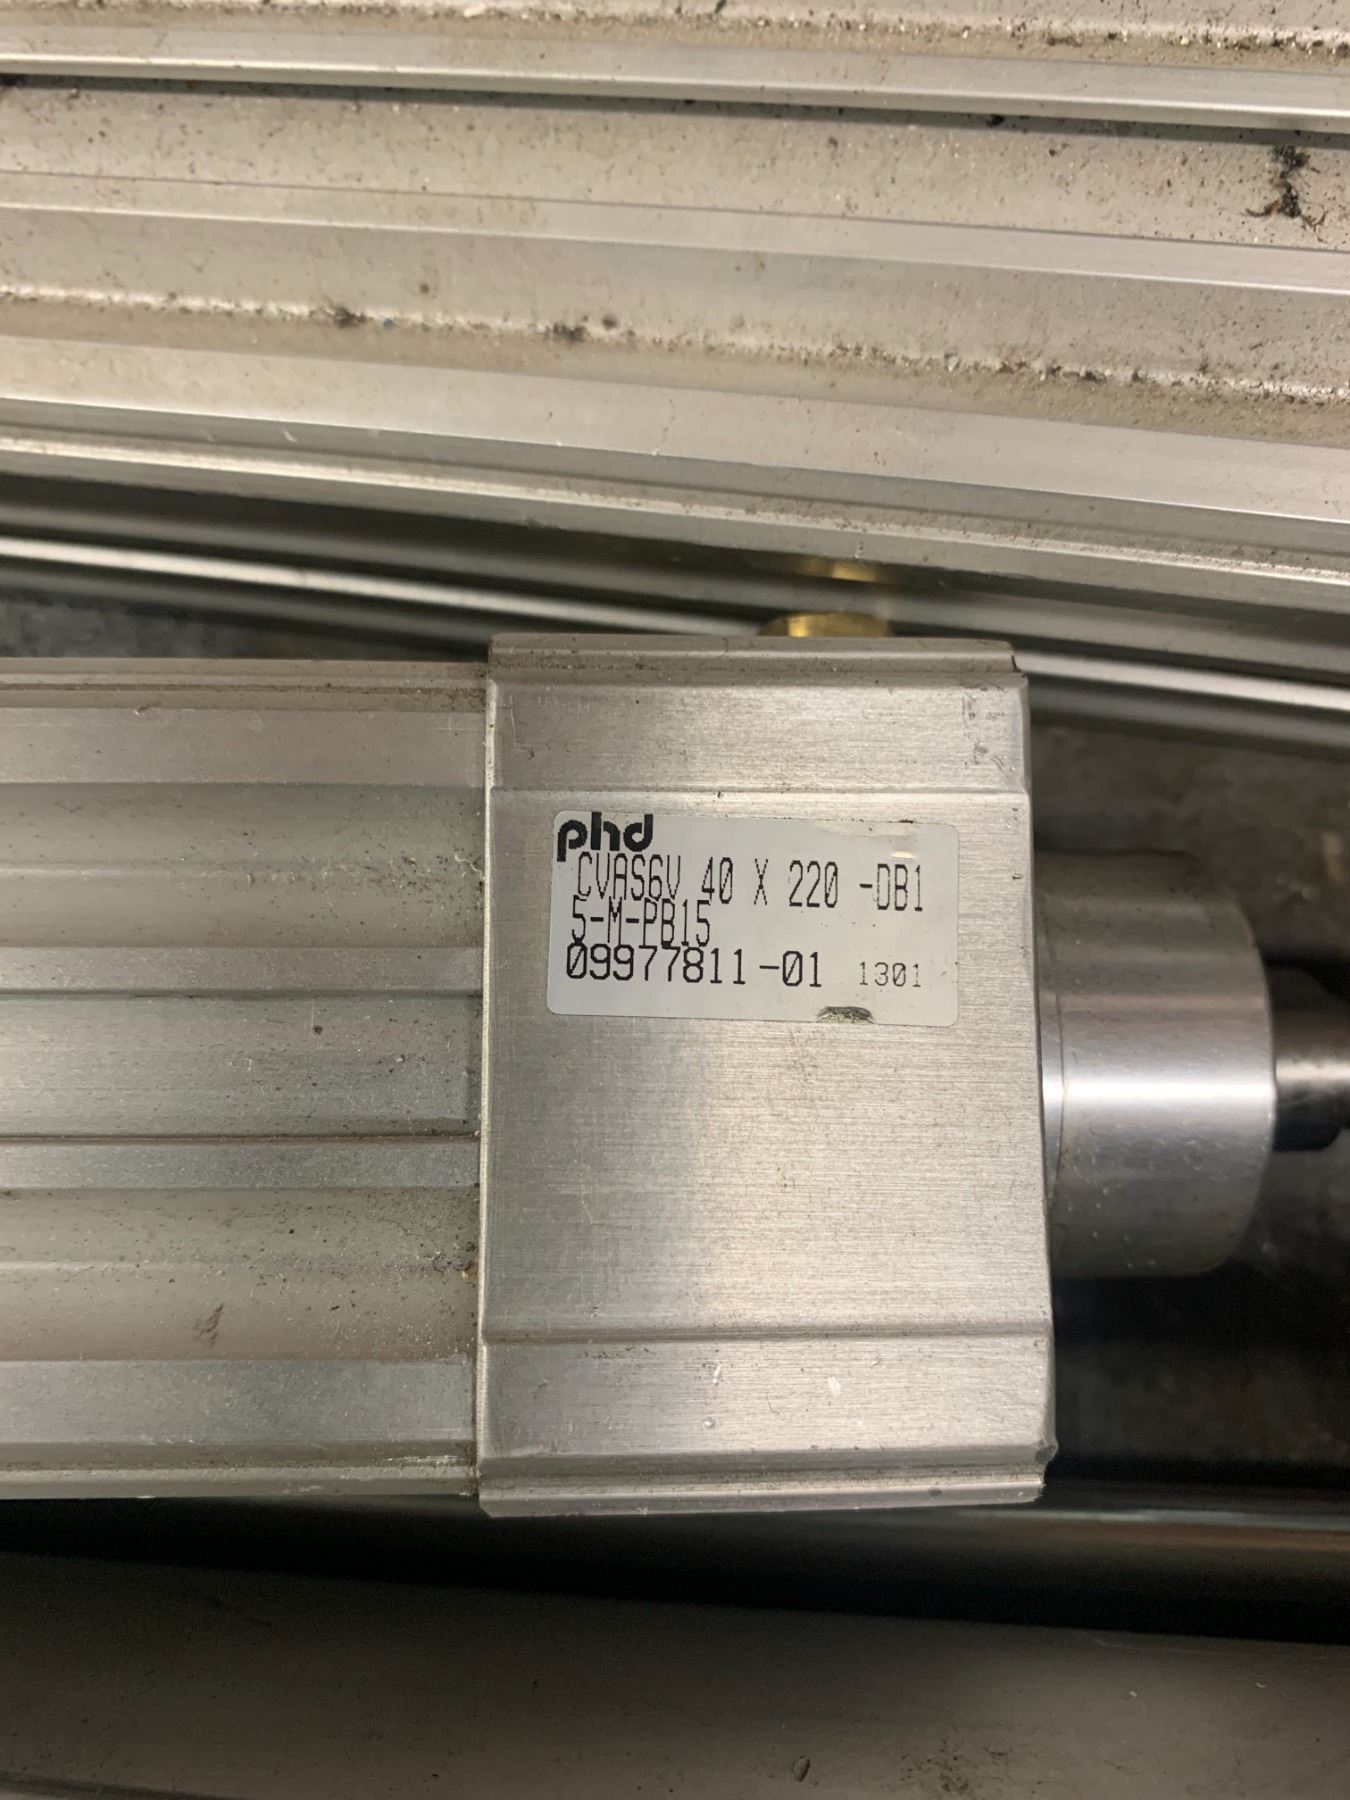 phd
CVAS6V 40 X 220 -DB1
5-M-PB15
09977811-01 1301